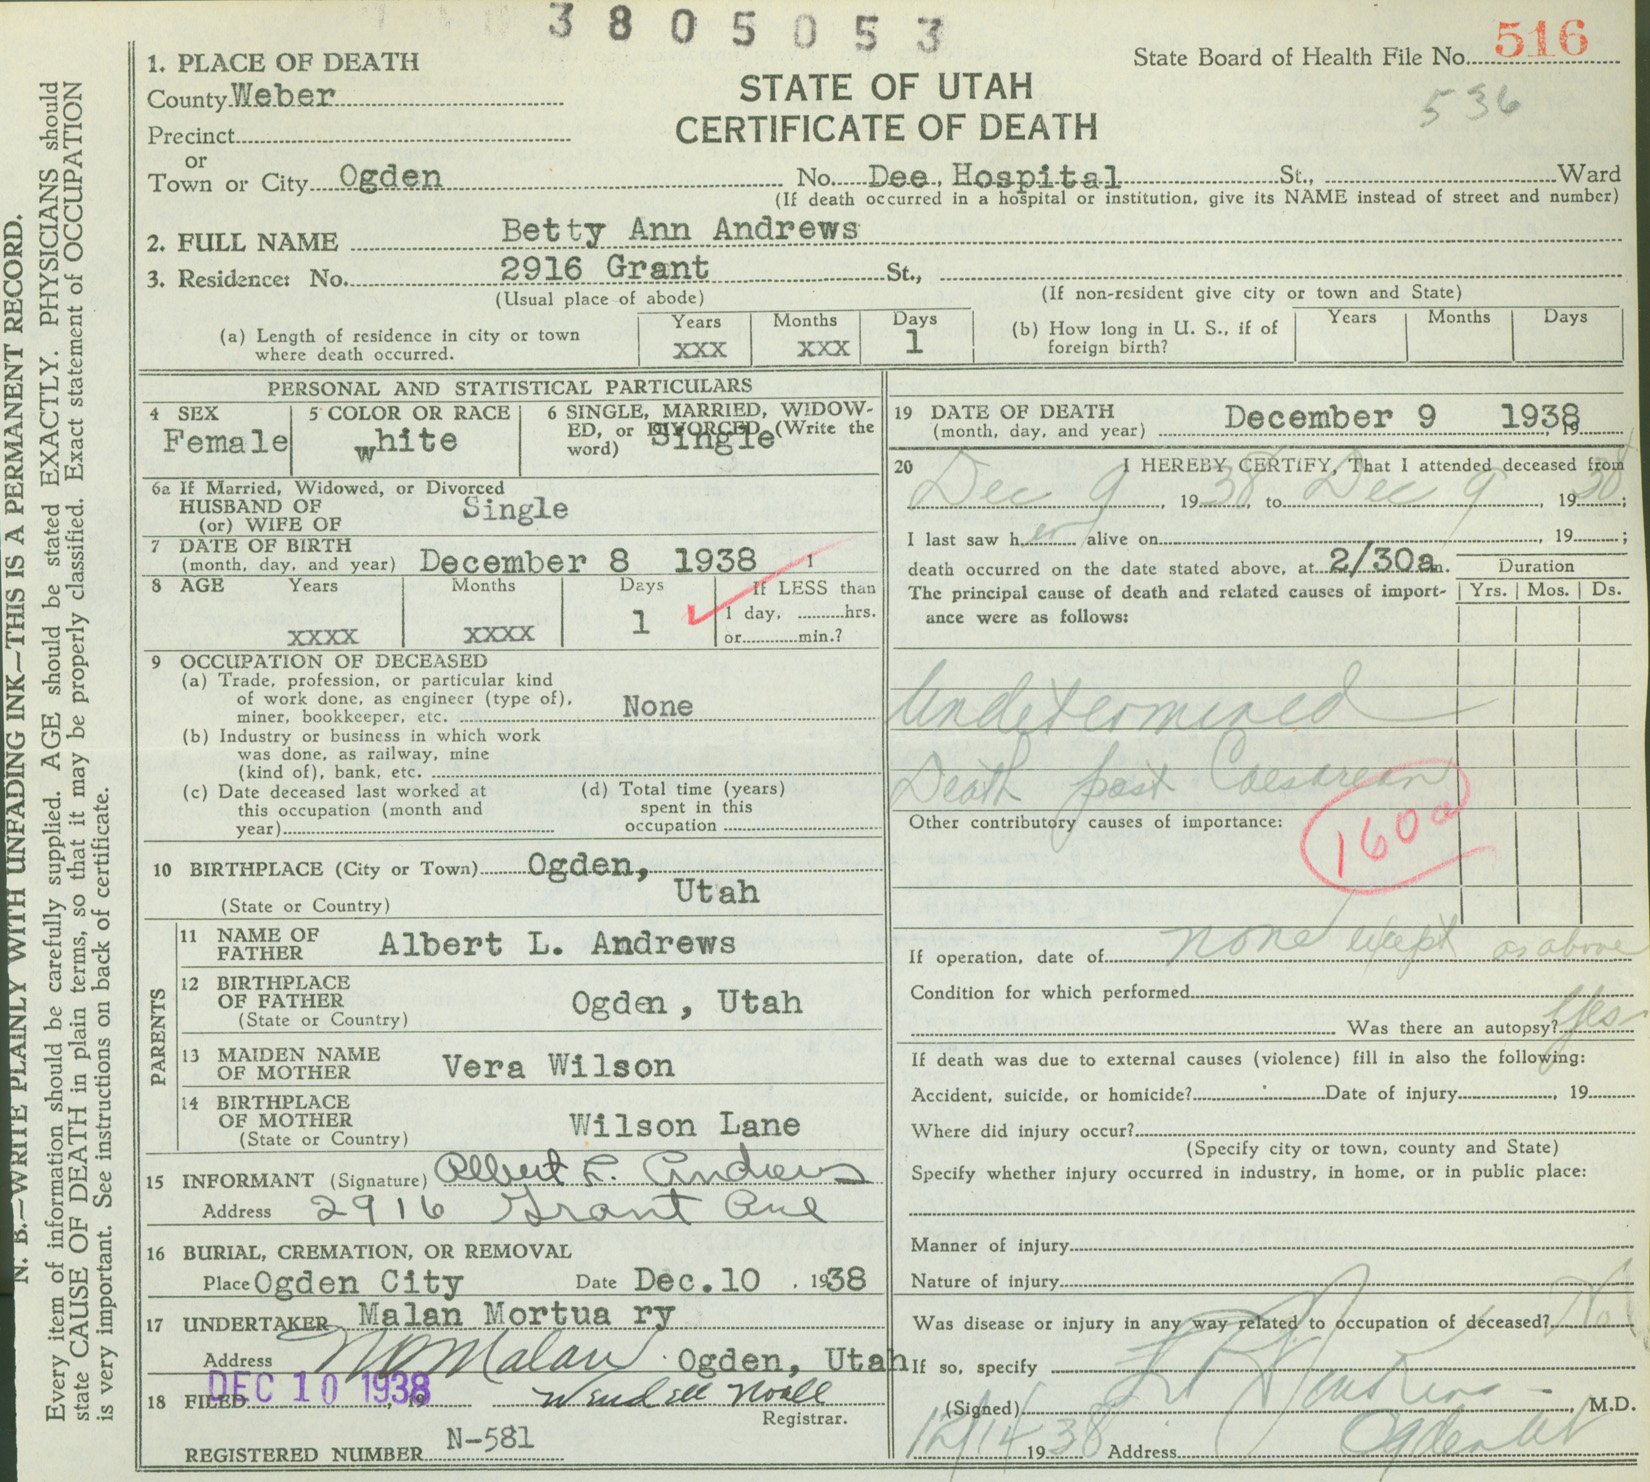 3805053
State Board of Health File No. 516
536
STATE OF UTAH
CERTIFICATE OF DEATH
N. B.—WRITE PLAINLY WITH UNFADING INK—THIS IS A PERMANENT RECORD.
Every item of information should be carefully supplied. AGE should be stated EXACTLY. PHYSICIANS should
state CAUSE OF DEATH in plain terms, so that it may be properly classified. Exact statement of OCCUPATION
is very important. See instructions on back of certificate.
1. PLACE OF DEATH
County Weber
Precinct
or
Town or City Ogden No. Dee Hospital St., Ward
(If death occurred in a hospital or institution, give its NAME instead of street and number)
2. FULL NAME Betty Ann Andrews
3. Residence: No. 2916 Grant St.,
(Usual place of abode) (If non-resident give city or town and State)
(a) Length of residence in city or town where death occurred. Years xxx Months xxx Days 1
(b) How long in U. S., if of foreign birth? Years Months Days
PERSONAL AND STATISTICAL PARTICULARS
4 SEX Female
5 COLOR OR RACE white
6 SINGLE, MARRIED, WIDOW-
ED, or DIVORCED (Write the
word) Single
6a If Married, Widowed, or Divorced
HUSBAND OF
(or) WIFE OF Single
7 DATE OF BIRTH
(month, day, and year) December 8 1938 1
8 AGE Years xxxx Months xxxx Days 1
If LESS than
1 day, hrs.
or min.?
9 OCCUPATION OF DECEASED
(a) Trade, profession, or particular kind
of work done, as engineer (type of),
miner, bookkeeper, etc. None
(b) Industry or business in which work
was done, as railway, mine
(kind of), bank, etc.
(c) Date deceased last worked at
this occupation (month and
year)
(d) Total time (years)
spent in this
occupation
10 BIRTHPLACE (City or Town) Ogden,
(State or Country) Utah
PARENTS
11 NAME OF
FATHER Albert L. Andrews
12 BIRTHPLACE
OF FATHER
(State or Country) Ogden, Utah
13 MAIDEN NAME
OF MOTHER Vera Wilson
14 BIRTHPLACE
OF MOTHER
(State or Country) Wilson Lane
15 INFORMANT (Signature) Albert L. Andrews
Address 2916 Grant Ave
16 BURIAL, CREMATION, OR REMOVAL
Place Ogden City Date Dec. 10, 1938
17 UNDERTAKER Malan Mortua ry
Address Malan Ogden, Utah
18 FILED DEC 10 1938, 19 Wendell Noall
Registrar.
REGISTERED NUMBER N-581
19 DATE OF DEATH
(month, day, and year) December 9 1938, 19
20 I HEREBY CERTIFY, That I attended deceased from
Dec 9, 1938, to Dec 9, 1938;
I last saw her alive on, 19;
death occurred on the date stated above, at 2/30a m.
Duration
Yrs. Mos. Ds.
The principal cause of death and related causes of import-
ance were as follows:
Undetermined
Death post Caesarean
Other contributory causes of importance:
160a
If operation, date of none except as above
Condition for which performed
Was there an autopsy? Yes
If death was due to external causes (violence) fill in also the following:
Accident, suicide, or homicide? Date of injury, 19
Where did injury occur?
(Specify city or town, county and State)
Specify whether injury occurred in industry, in home, or in public place:
Manner of injury
Nature of injury
Was disease or injury in any way related to occupation of deceased? No
If so, specify
(Signed), M.D.
12/14 1938 Address Ogden Ut